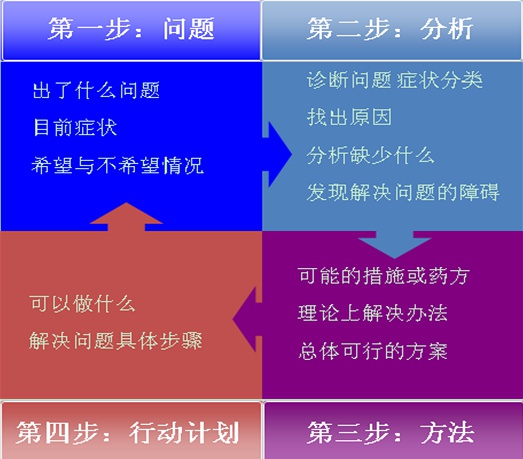 第一步：问题
出了什么问题
目前症状
希望与不希望情况
第二步：分析
诊断问题 症状分类
找出原因
分析缺少什么
发现解决问题的障碍
可能的措施或药方
理论上解决办法
总体可行的方案
第三步：方法
可以做什么
解决问题具体步骤
第四步：行动计划